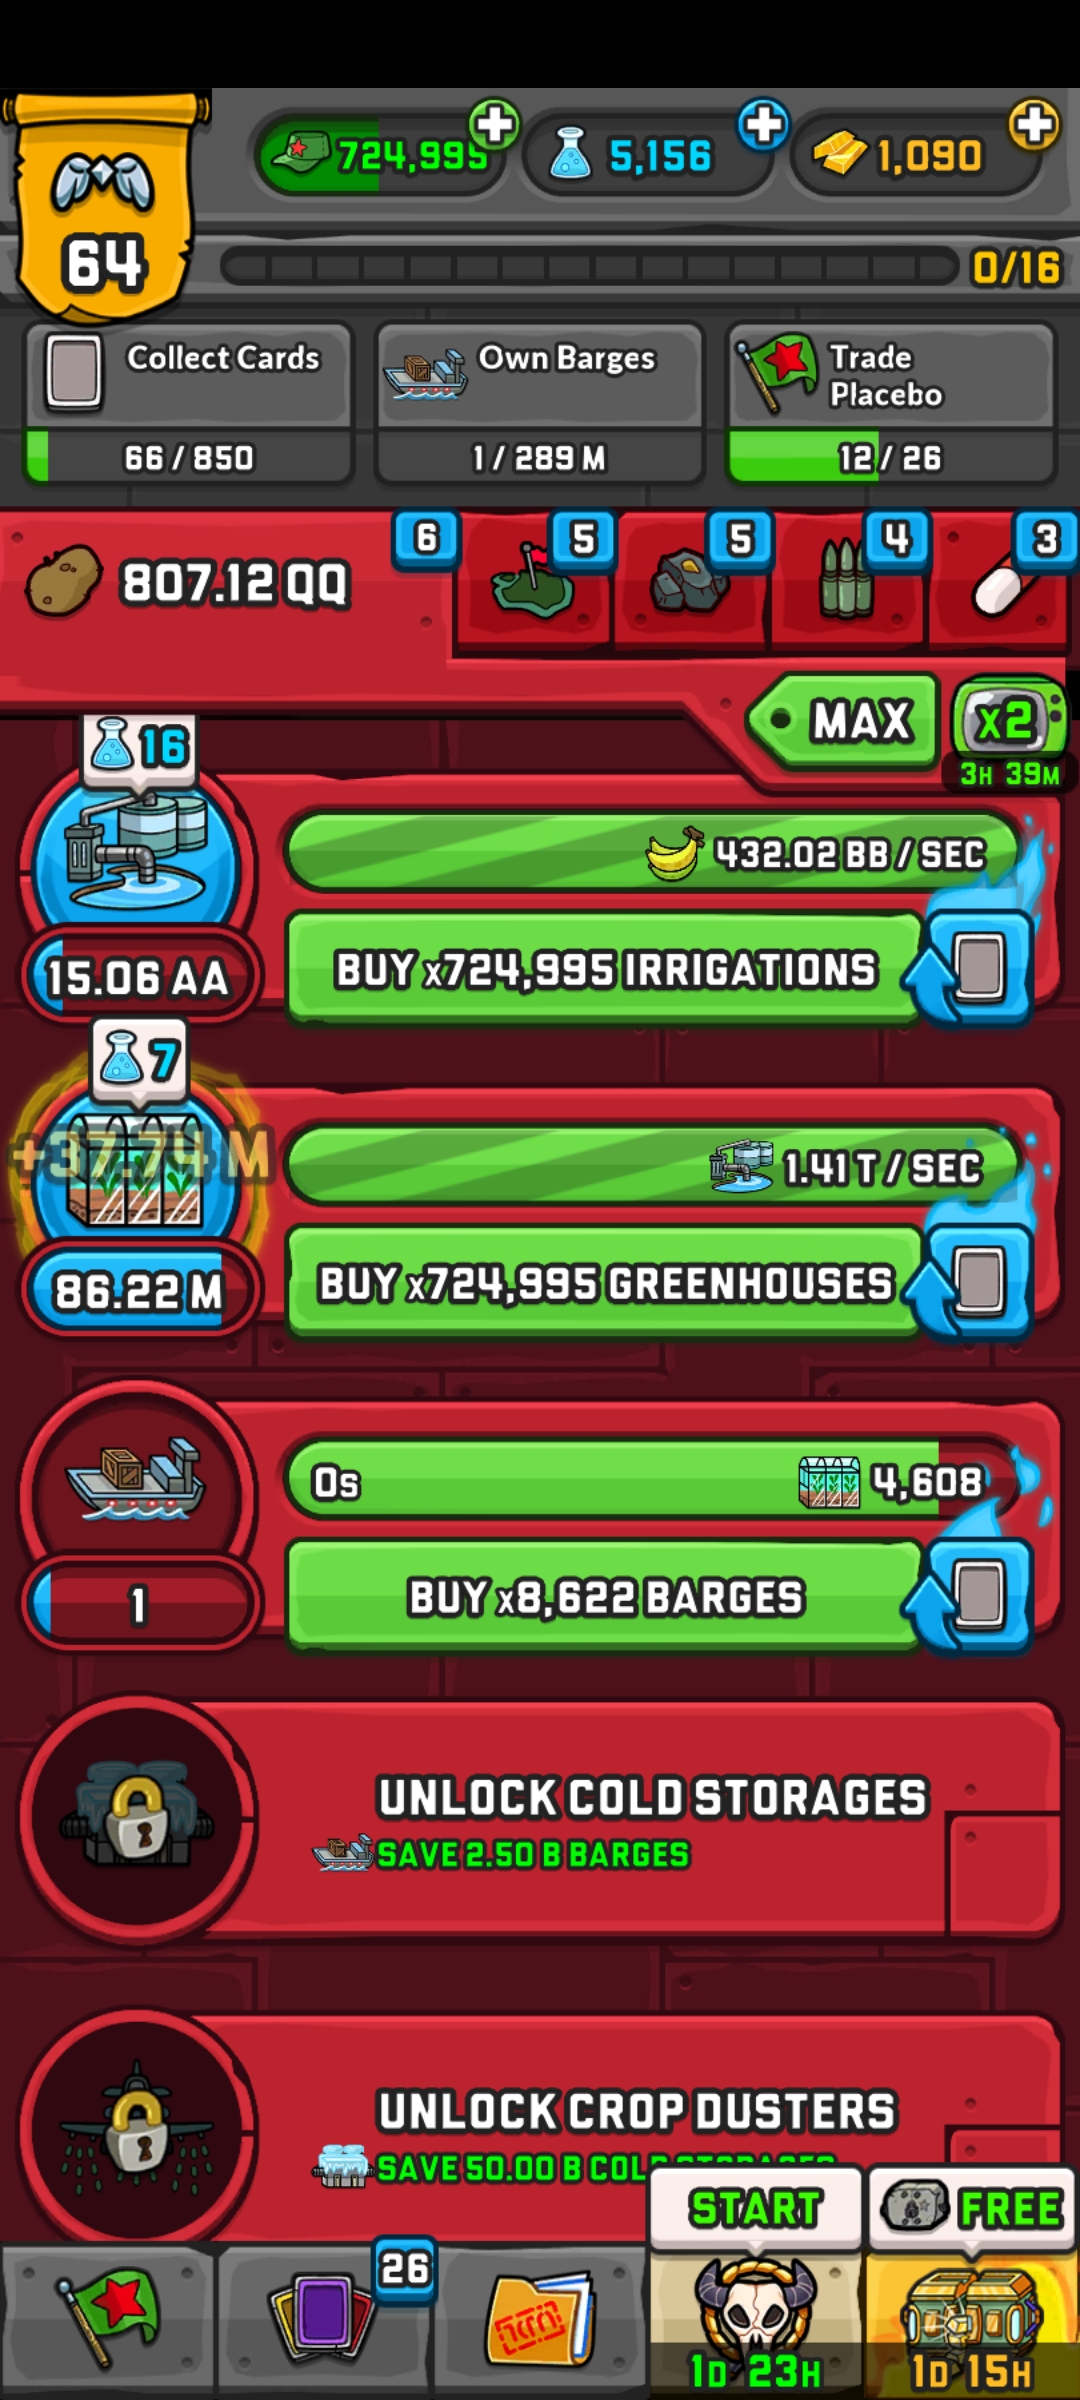 64
724,995
5,156
1,090
0/16
Collect Cards
66 / 850
Own Barges
1 / 289 M
Trade
Placebo
12 / 26
807.12 QQ
6
5
5
4
3
MAX
x2
3H 39M
16
432.02 BB / SEC
15.06 AA
BUY x724,995 IRRIGATIONS
7
+37.74 M
1.41 T / SEC
86.22 M
BUY x724,995 GREENHOUSES
0s
4,608
1
BUY x8,622 BARGES
UNLOCK COLD STORAGES
SAVE 2.50 B BARGES
UNLOCK CROP DUSTERS
SAVE 50.00 B COLD STORAGES
START
FREE
26
1D 23H
1D 15H